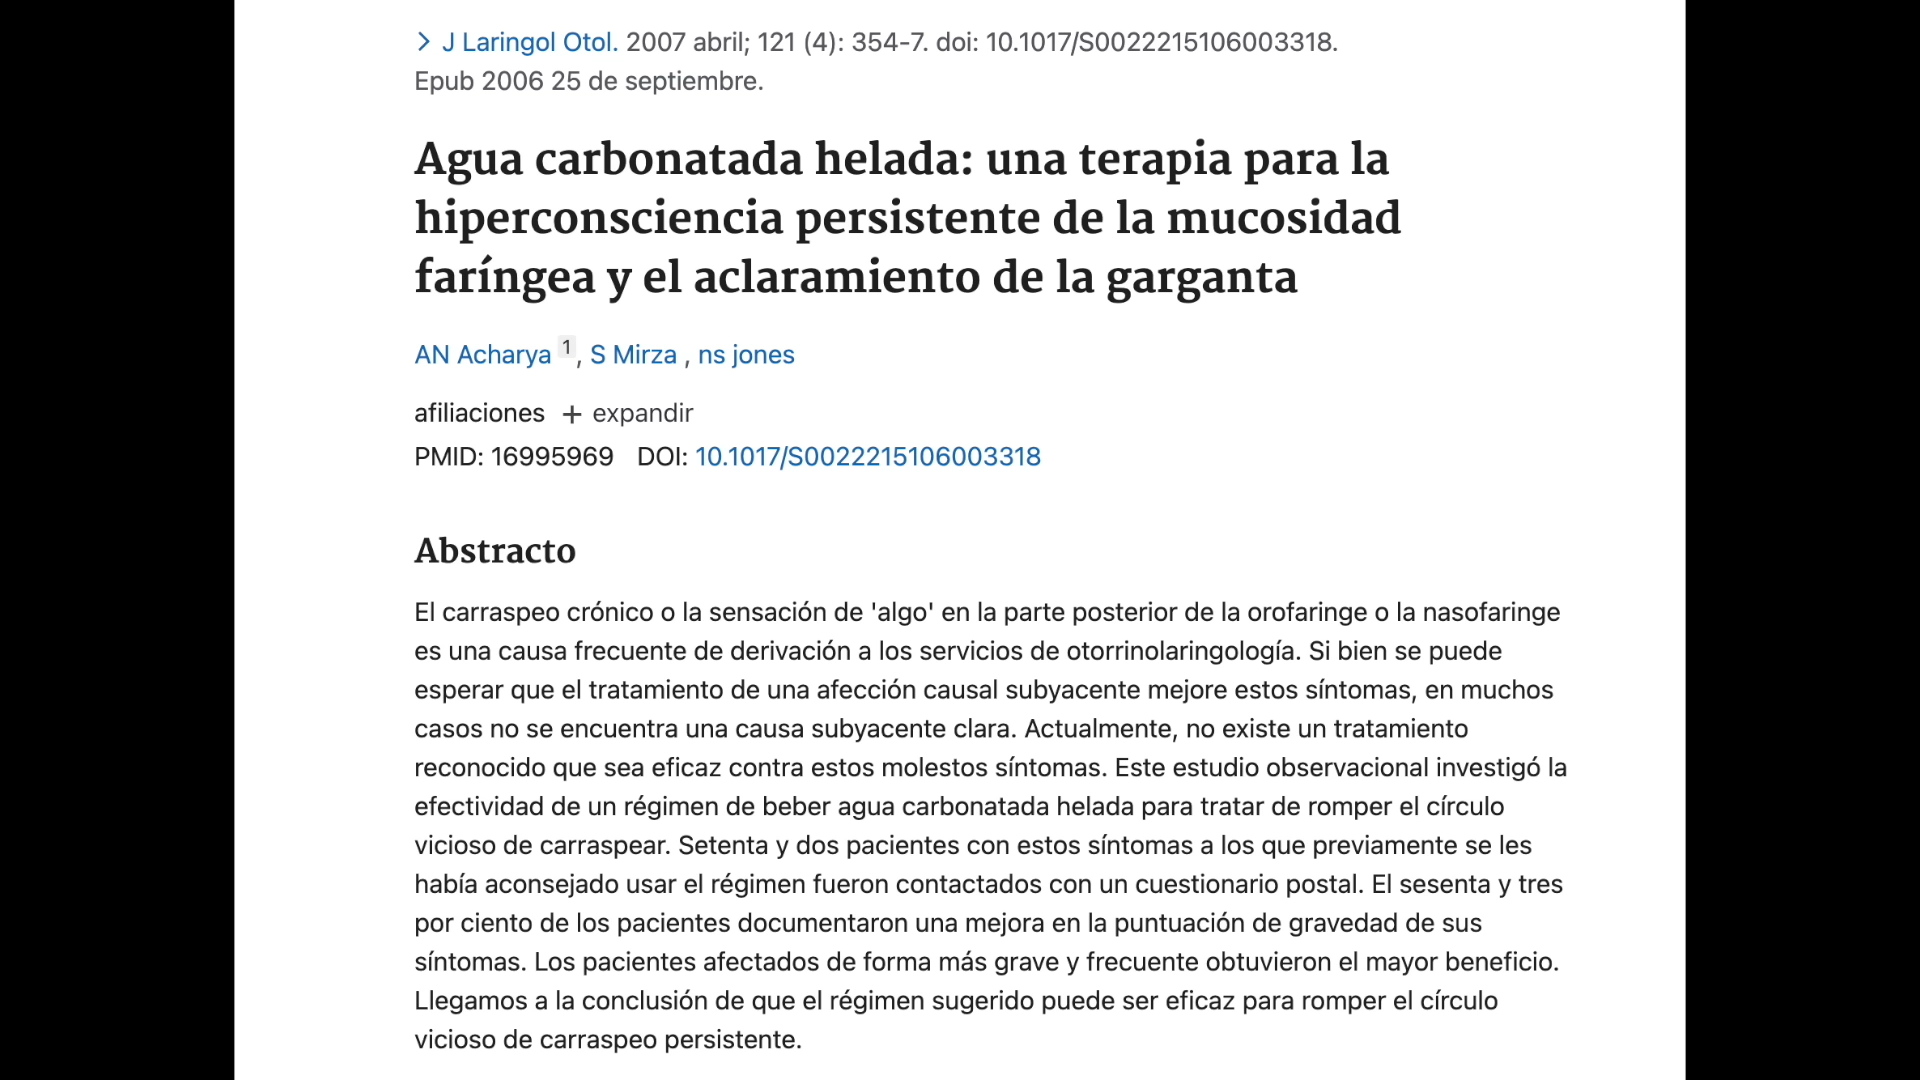 > J Laringol Otol. 2007 abril; 121 (4): 354-7. doi: 10.1017/S0022215106003318.
Epub 2006 25 de septiembre.
Agua carbonatada helada: una terapia para la
hiperconsciencia persistente de la mucosidad
faríngea y el aclaramiento de la garganta
AN Acharya 1, S Mirza , ns jones
afiliaciones + expandir
PMID: 16995969 DOI: 10.1017/S0022215106003318
Abstracto
El carraspeo crónico o la sensación de 'algo' en la parte posterior de la orofaringe o la nasofaringe
es una causa frecuente de derivación a los servicios de otorrinolaringología. Si bien se puede
esperar que el tratamiento de una afección causal subyacente mejore estos síntomas, en muchos
casos no se encuentra una causa subyacente clara. Actualmente, no existe un tratamiento
reconocido que sea eficaz contra estos molestos síntomas. Este estudio observacional investigó la
efectividad de un régimen de beber agua carbonatada helada para tratar de romper el círculo
vicioso de carraspear. Setenta y dos pacientes con estos síntomas a los que previamente se les
había aconsejado usar el régimen fueron contactados con un cuestionario postal. El sesenta y tres
por ciento de los pacientes documentaron una mejora en la puntuación de gravedad de sus
síntomas. Los pacientes afectados de forma más grave y frecuente obtuvieron el mayor beneficio.
Llegamos a la conclusión de que el régimen sugerido puede ser eficaz para romper el círculo
vicioso de carraspeo persistente.